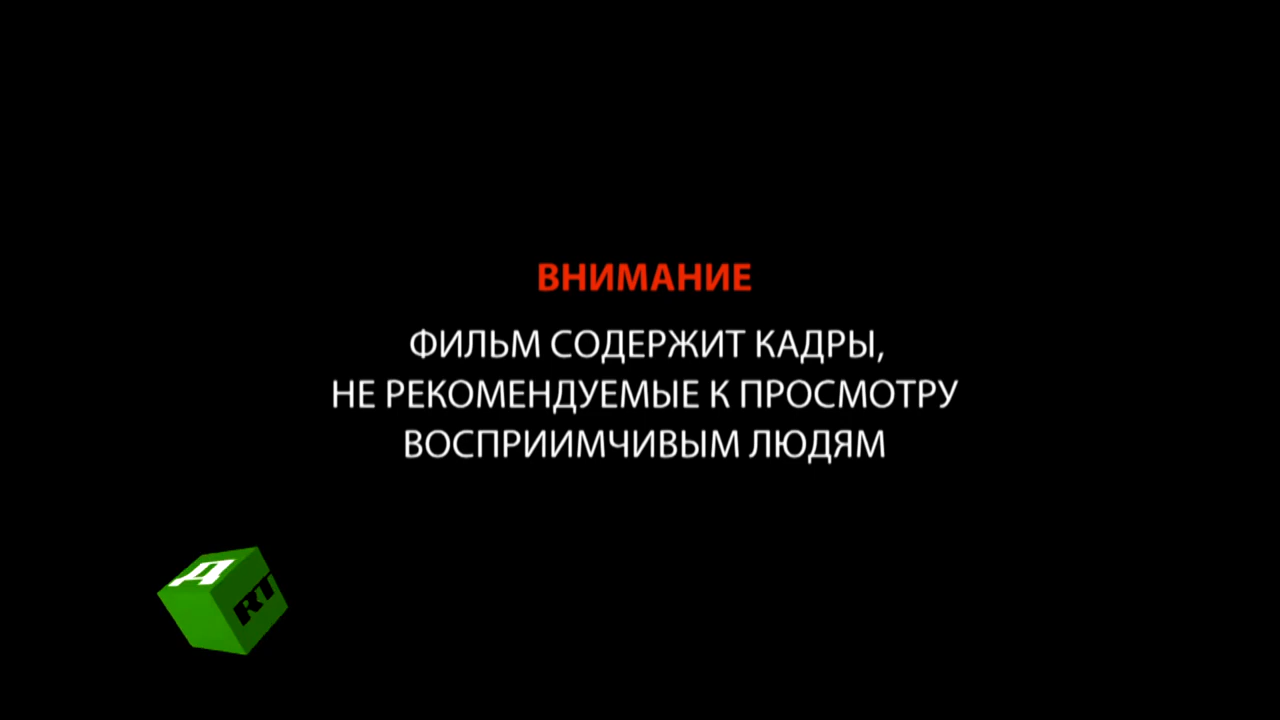 ВНИМАНИЕ
ФИЛЬМ СОДЕРЖИТ КАДРЫ,
НЕ РЕКОМЕНДУЕМЫЕ К ПРОСМОТРУ
ВОСПРИИМЧИВЫМ ЛЮДЯМ
Д
RT